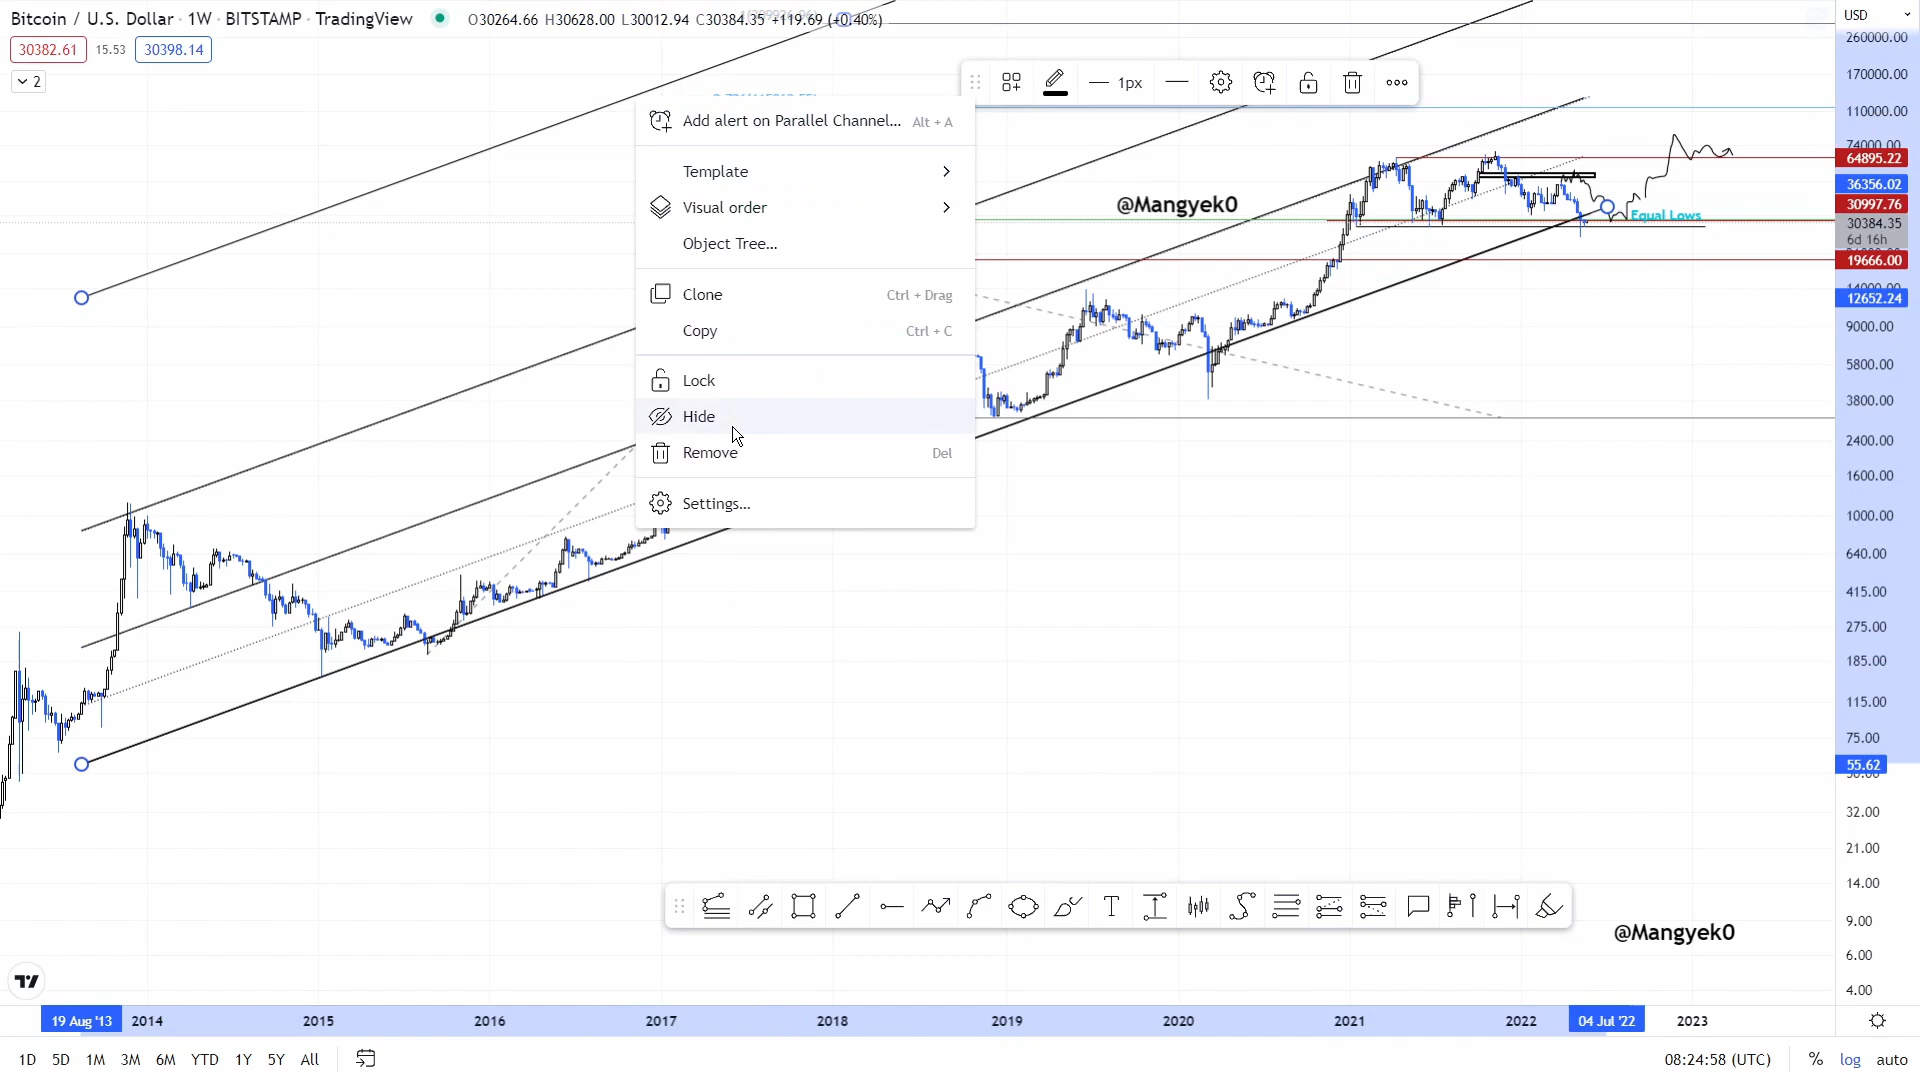 Bitcoin / U.S. Dollar · 1W · BITSTAMP · TradingView O30264.66 H30628.00 L30012.94 C30384.35 +119.69 (+0.40%)
USD
30382.61 15.53 30398.14
2
1px
Add alert on Parallel Channel... Alt + A
Template
Visual order
Object Tree...
Clone Ctrl + Drag
Copy Ctrl + C
Lock
Hide
Remove Del
Settings...
@Mangyek0
Equal Lows
260000.00
170000.00
110000.00
74000.00
64895.22
36356.02
30997.76
30384.35
6d 16h
19666.00
14000.00
12652.24
9000.00
5800.00
3800.00
2400.00
1600.00
1000.00
640.00
415.00
275.00
185.00
115.00
75.00
55.62
32.00
21.00
14.00
9.00
6.00
4.00
@Mangyek0
19 Aug '13 2014 2015 2016 2017 2018 2019 2020 2021 2022 04 Jul '22 2023
1D 5D 1M 3M 6M YTD 1Y 5Y All 08:24:58 (UTC) % log auto